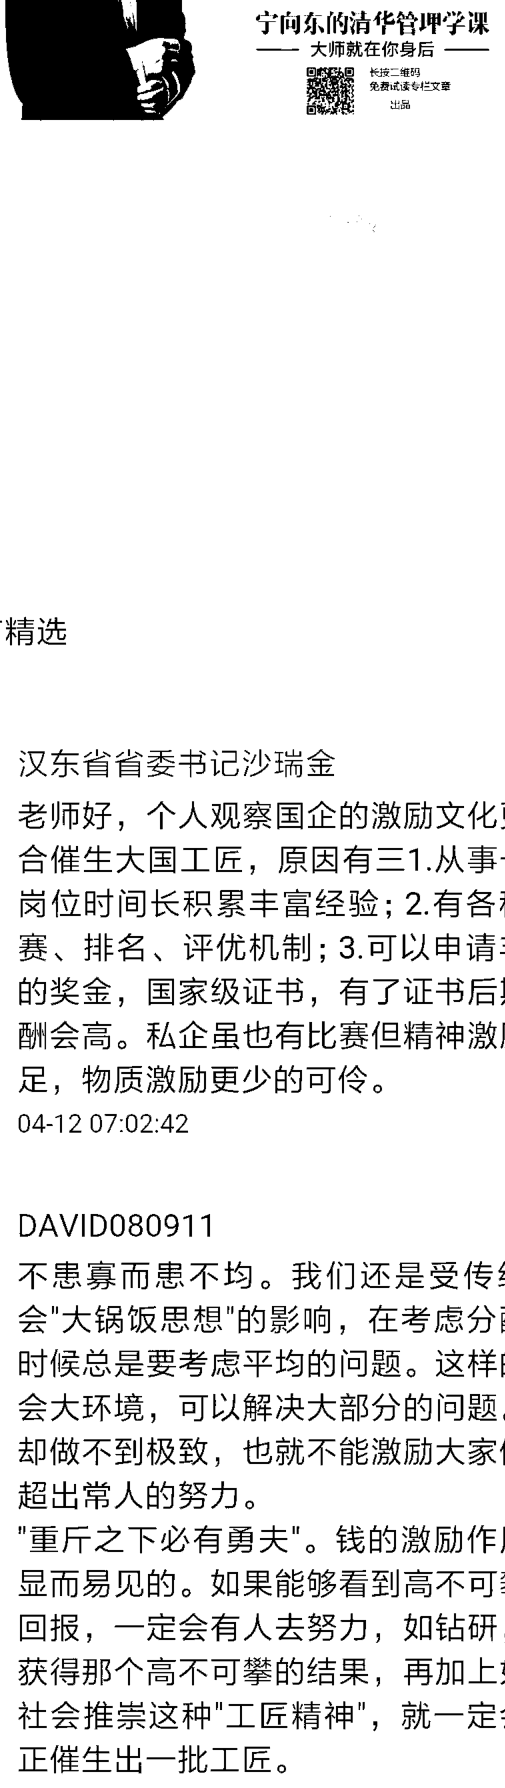 宁向东的清华管理学课
大师就在你身后
长按二维码
免费试读专栏文章
出品
精选
汉东省省委书记沙瑞金
老师好，个人观察国企的激励文化
合催生大国工匠，原因有三1.从事
岗位时间长积累丰富经验；2.有各
赛、排名、评优机制；3.可以申请
的奖金，国家级证书，有了证书后
酬会高。私企虽也有比赛但精神激
足，物质激励更少的可伶。
04-12 07:02:42
DAVID080911
不患寡而患不均。我们还是受传
会"大锅饭思想"的影响，在考虑分
时候总是要考虑平均的问题。这样
会大环境，可以解决大部分的问题
却做不到极致，也就不能激励大家
超出常人的努力。
"重斤之下必有勇夫"。钱的激励作
显而易见的。如果能够看到高不可
回报，一定会有人去努力，如钻研
获得那个高不可攀的结果，再加上
社会推崇这种"工匠精神"，就一定
正催生出一批工匠。